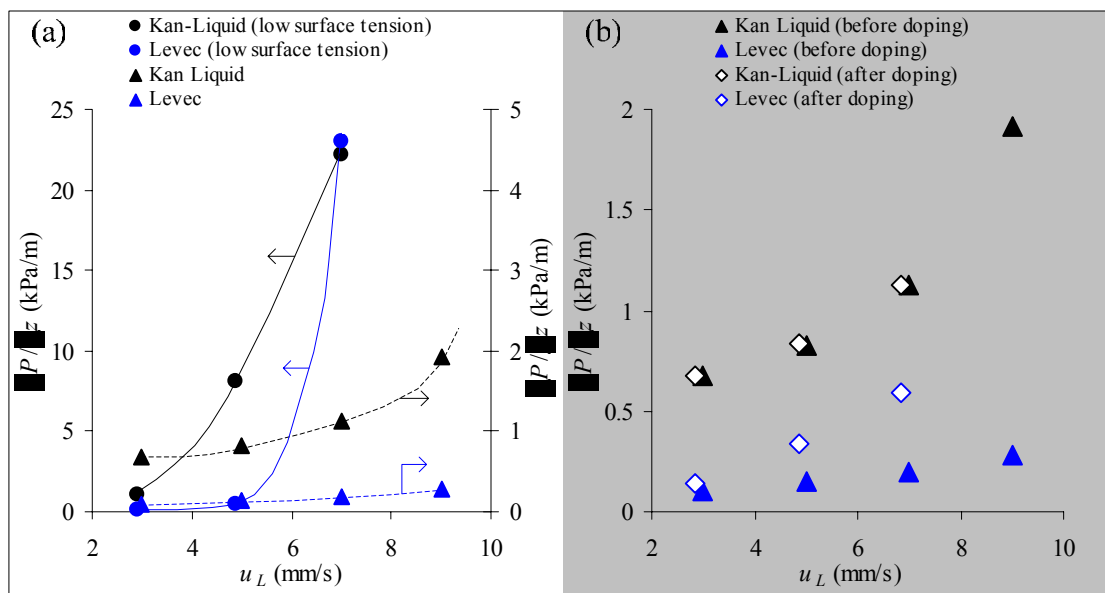 (a)
Kan-Liquid (low surface tension)
Levec (low surface tension)
Kan Liquid
Levec
25
20
15
10
5
0
5
4
3
2
1
0
P/ z (kPa/m)
P/ z (kPa/m)
2
4
6
8
10
u L (mm/s)
(b)
Kan Liquid (before doping)
Levec (before doping)
Kan-Liquid (after doping)
Levec (after doping)
2
1.5
1
0.5
0
P/ z (kPa/m)
2
4
6
8
10
u L (mm/s)